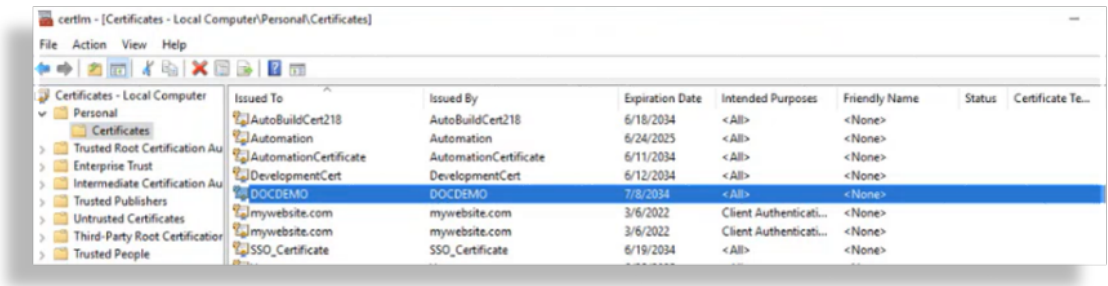 certlm - [Certificates - Local Computer\Personal\Certificates]
File Action View Help
Certificates - Local Computer
Personal
Certificates
Trusted Root Certification Au
Enterprise Trust
Intermediate Certification Au
Trusted Publishers
Untrusted Certificates
Third-Party Root Certification
Trusted People
Issued To Issued By Expiration Date Intended Purposes Friendly Name Status Certificate Te...
AutoBuildCert218 AutoBuildCert218 6/18/2034 <All> <None>
Automation Automation 6/24/2025 <All> <None>
AutomationCertificate AutomationCertificate 6/11/2034 <All> <None>
DevelopmentCert DevelopmentCert 6/12/2034 <All> <None>
DOCDEMO DOCDEMO 7/8/2034 <All> <None>
mywebsite.com mywebsite.com 3/6/2022 Client Authenticati... <None>
mywebsite.com mywebsite.com 3/6/2022 Client Authenticati... <None>
SSO_Certificate SSO_Certificate 6/19/2034 <All> <None>